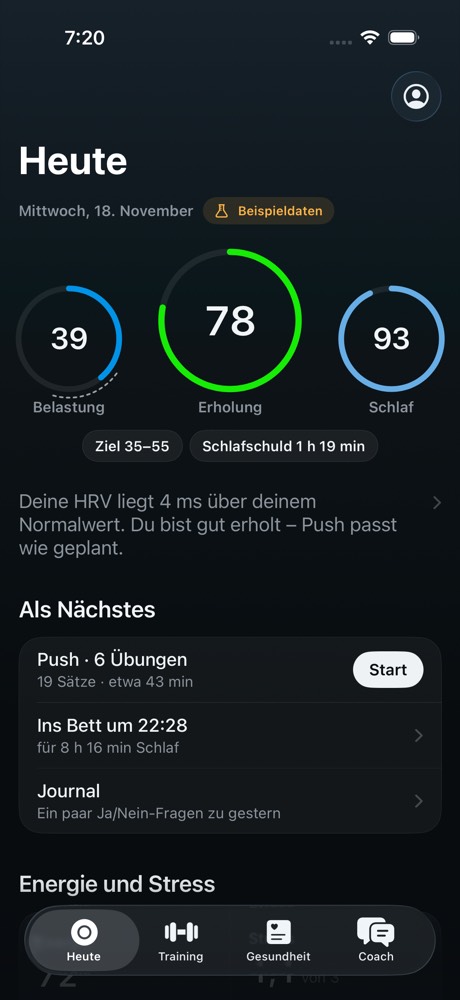 7:20
Heute
Mittwoch, 18. November
Beispieldaten
39
78
93
Belastung
Erholung
Schlaf
Ziel 35–55
Schlafschuld 1 h 19 min
Deine HRV liegt 4 ms über deinem
Normalwert. Du bist gut erholt – Push passt
wie geplant.
Als Nächstes
Push · 6 Übungen
19 Sätze · etwa 43 min
Start
Ins Bett um 22:28
für 8 h 16 min Schlaf
Journal
Ein paar Ja/Nein-Fragen zu gestern
Energie und Stress
Heute
Training
Gesundheit
Coach